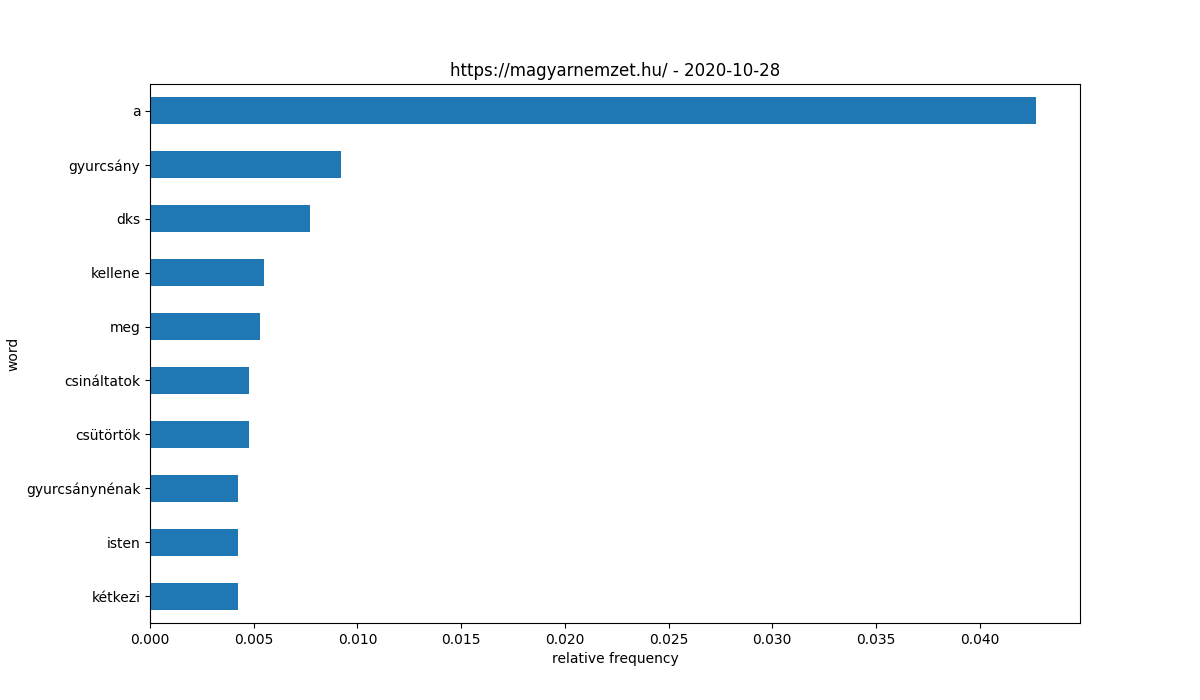 https://magyarnemzet.hu/ - 2020-10-28
a
gyurcsány
dks
kellene
meg
csináltatok
csütörtök
gyurcsánynénak
isten
kétkezi
word
0.000 0.005 0.010 0.015 0.020 0.025 0.030 0.035 0.040
relative frequency